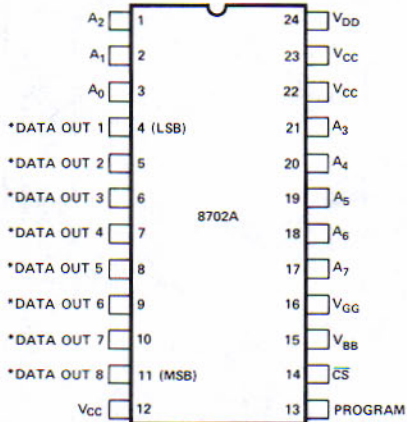 A2 1 24 VDD
A1 2 23 VCC
A0 3 22 VCC
*DATA OUT 1 4 (LSB) 21 A3
*DATA OUT 2 5 20 A4
*DATA OUT 3 6 19 A5
8702A
*DATA OUT 4 7 18 A6
*DATA OUT 5 8 17 A7
*DATA OUT 6 9 16 VGG
*DATA OUT 7 10 15 VBB
*DATA OUT 8 11 (MSB) 14 C̅S̅
VCC 12 13 PROGRAM